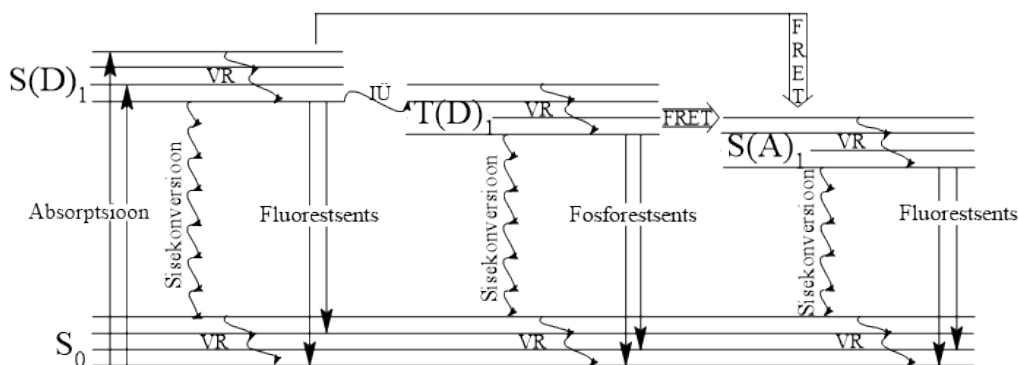 FRET
S(D)1
VR
IÜ
T(D)1
VR
FRET
S(A)1
VR
Absorptsioon
Sisekonversioon
Fluorestsents
Sisekonversioon
Fosforestsents
Sisekonversioon
Fluorestsents
S0
VR
VR
VR